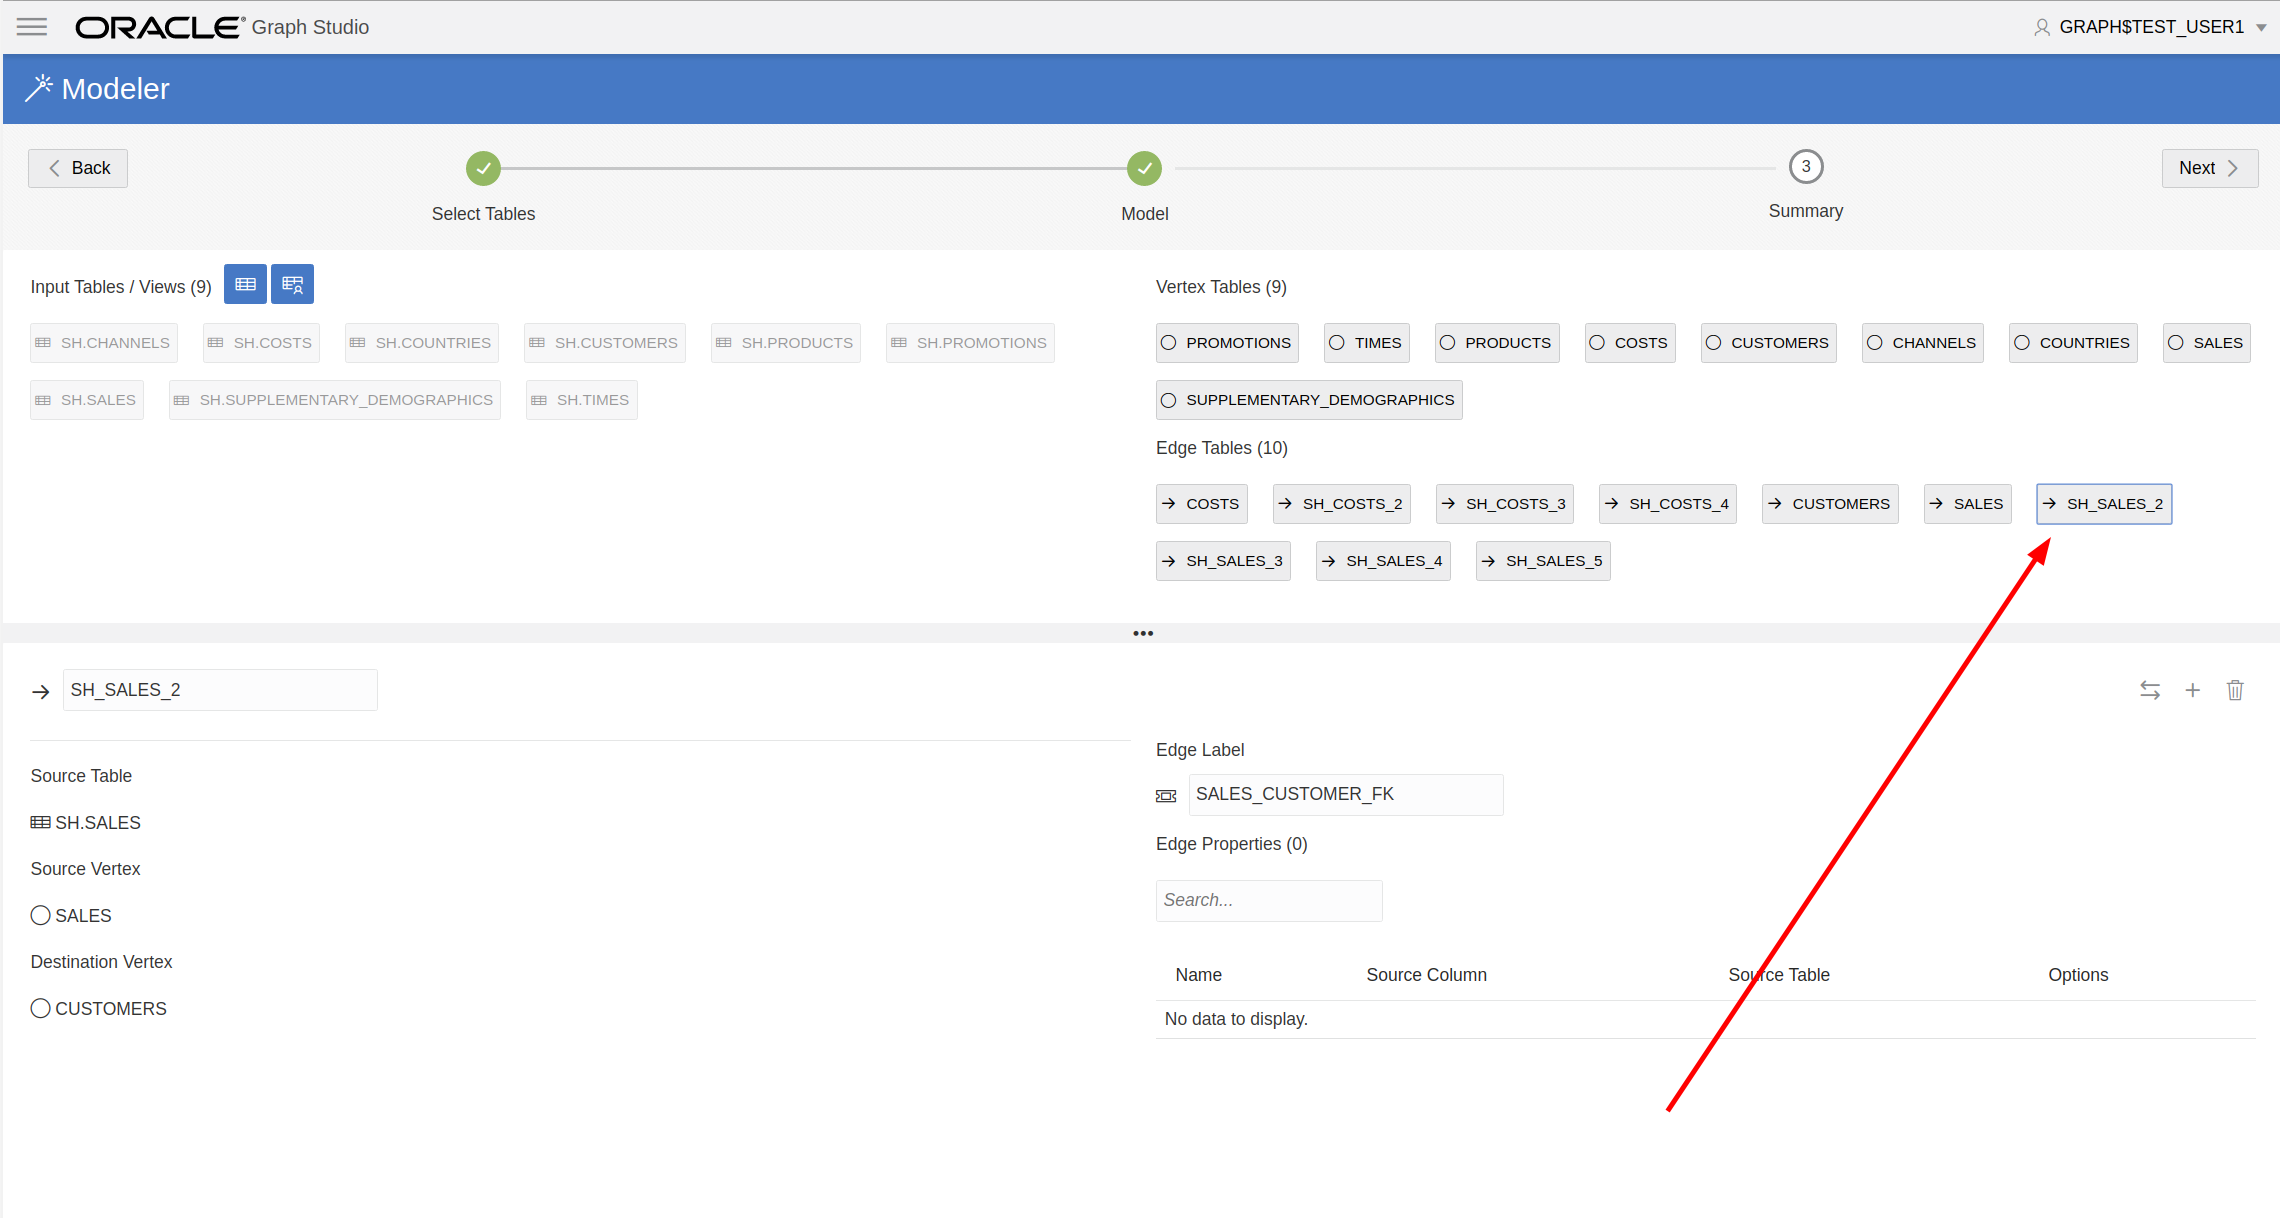 ORACLE® Graph Studio
GRAPH$TEST_USER1
Modeler
Back
3
Next
Select Tables
Model
Summary
Input Tables / Views (9)
SH.CHANNELS SH.COSTS SH.COUNTRIES SH.CUSTOMERS SH.PRODUCTS SH.PROMOTIONS
SH.SALES SH.SUPPLEMENTARY_DEMOGRAPHICS SH.TIMES
Vertex Tables (9)
PROMOTIONS TIMES PRODUCTS COSTS CUSTOMERS CHANNELS COUNTRIES SALES
SUPPLEMENTARY_DEMOGRAPHICS
Edge Tables (10)
COSTS SH_COSTS_2 SH_COSTS_3 SH_COSTS_4 CUSTOMERS SALES SH_SALES_2
SH_SALES_3 SH_SALES_4 SH_SALES_5
SH_SALES_2
Source Table
SH.SALES
Source Vertex
SALES
Destination Vertex
CUSTOMERS
Edge Label
SALES_CUSTOMER_FK
Edge Properties (0)
Search...
Name Source Column Source Table Options
No data to display.